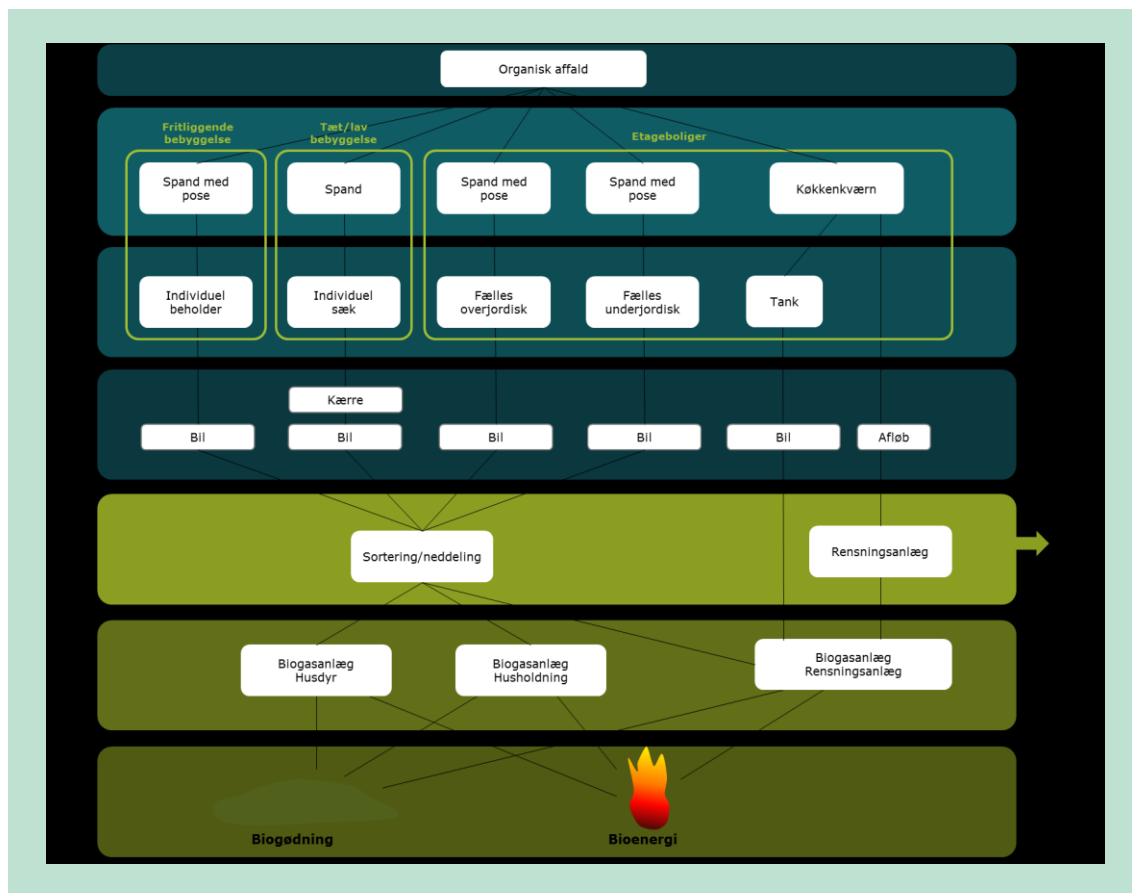 Organisk affald
Fritliggende
bebyggelse
Tæt/lav
bebyggelse
Etageboliger
Spand med
pose
Spand
Spand med
pose
Spand med
pose
Køkkenkværn
Individuel
beholder
Individuel
sæk
Fælles
overjordisk
Fælles
underjordisk
Tank
Kærre
Bil
Bil
Bil
Bil
Bil
Afløb
Sortering/neddeling
Rensningsanlæg
Biogasanlæg
Husdyr
Biogasanlæg
Husholdning
Biogasanlæg
Rensningsanlæg
Biogødning
Bioenergi